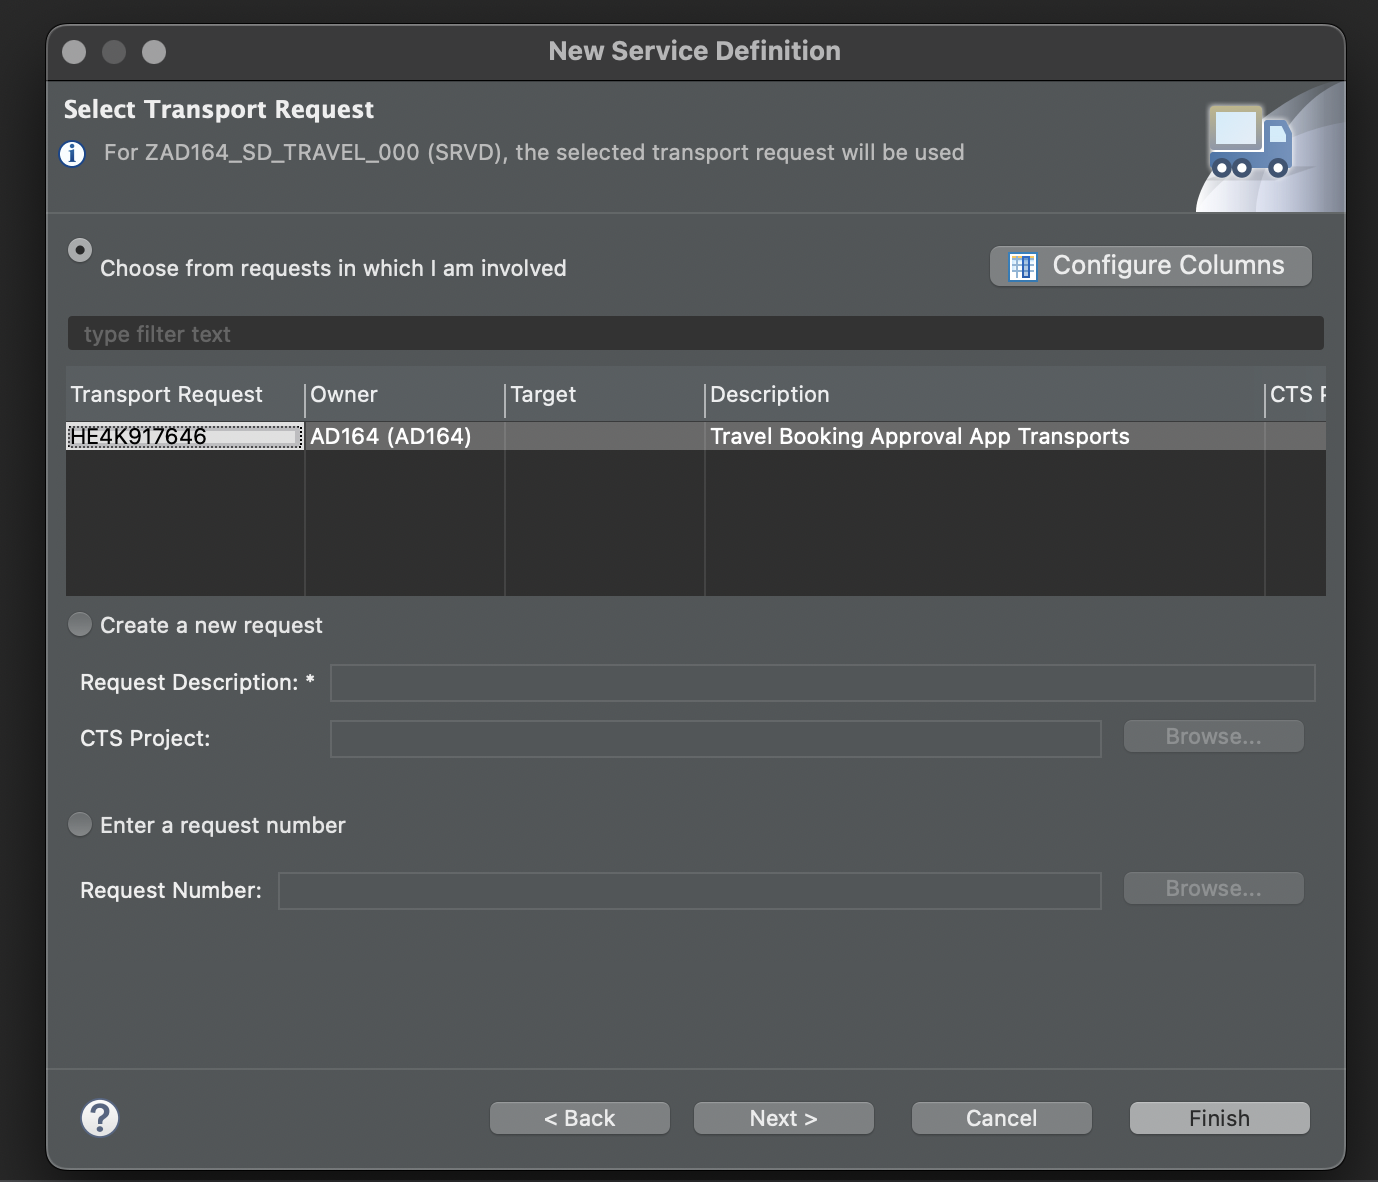 New Service Definition
Select Transport Request
For ZAD164_SD_TRAVEL_000 (SRVD), the selected transport request will be used
Choose from requests in which I am involved
Configure Columns
type filter text
Transport Request Owner Target Description CTS
HE4K917646 AD164 (AD164) Travel Booking Approval App Transports
Create a new request
Request Description: *
CTS Project:
Browse...
Enter a request number
Request Number:
Browse...
< Back Next > Cancel Finish